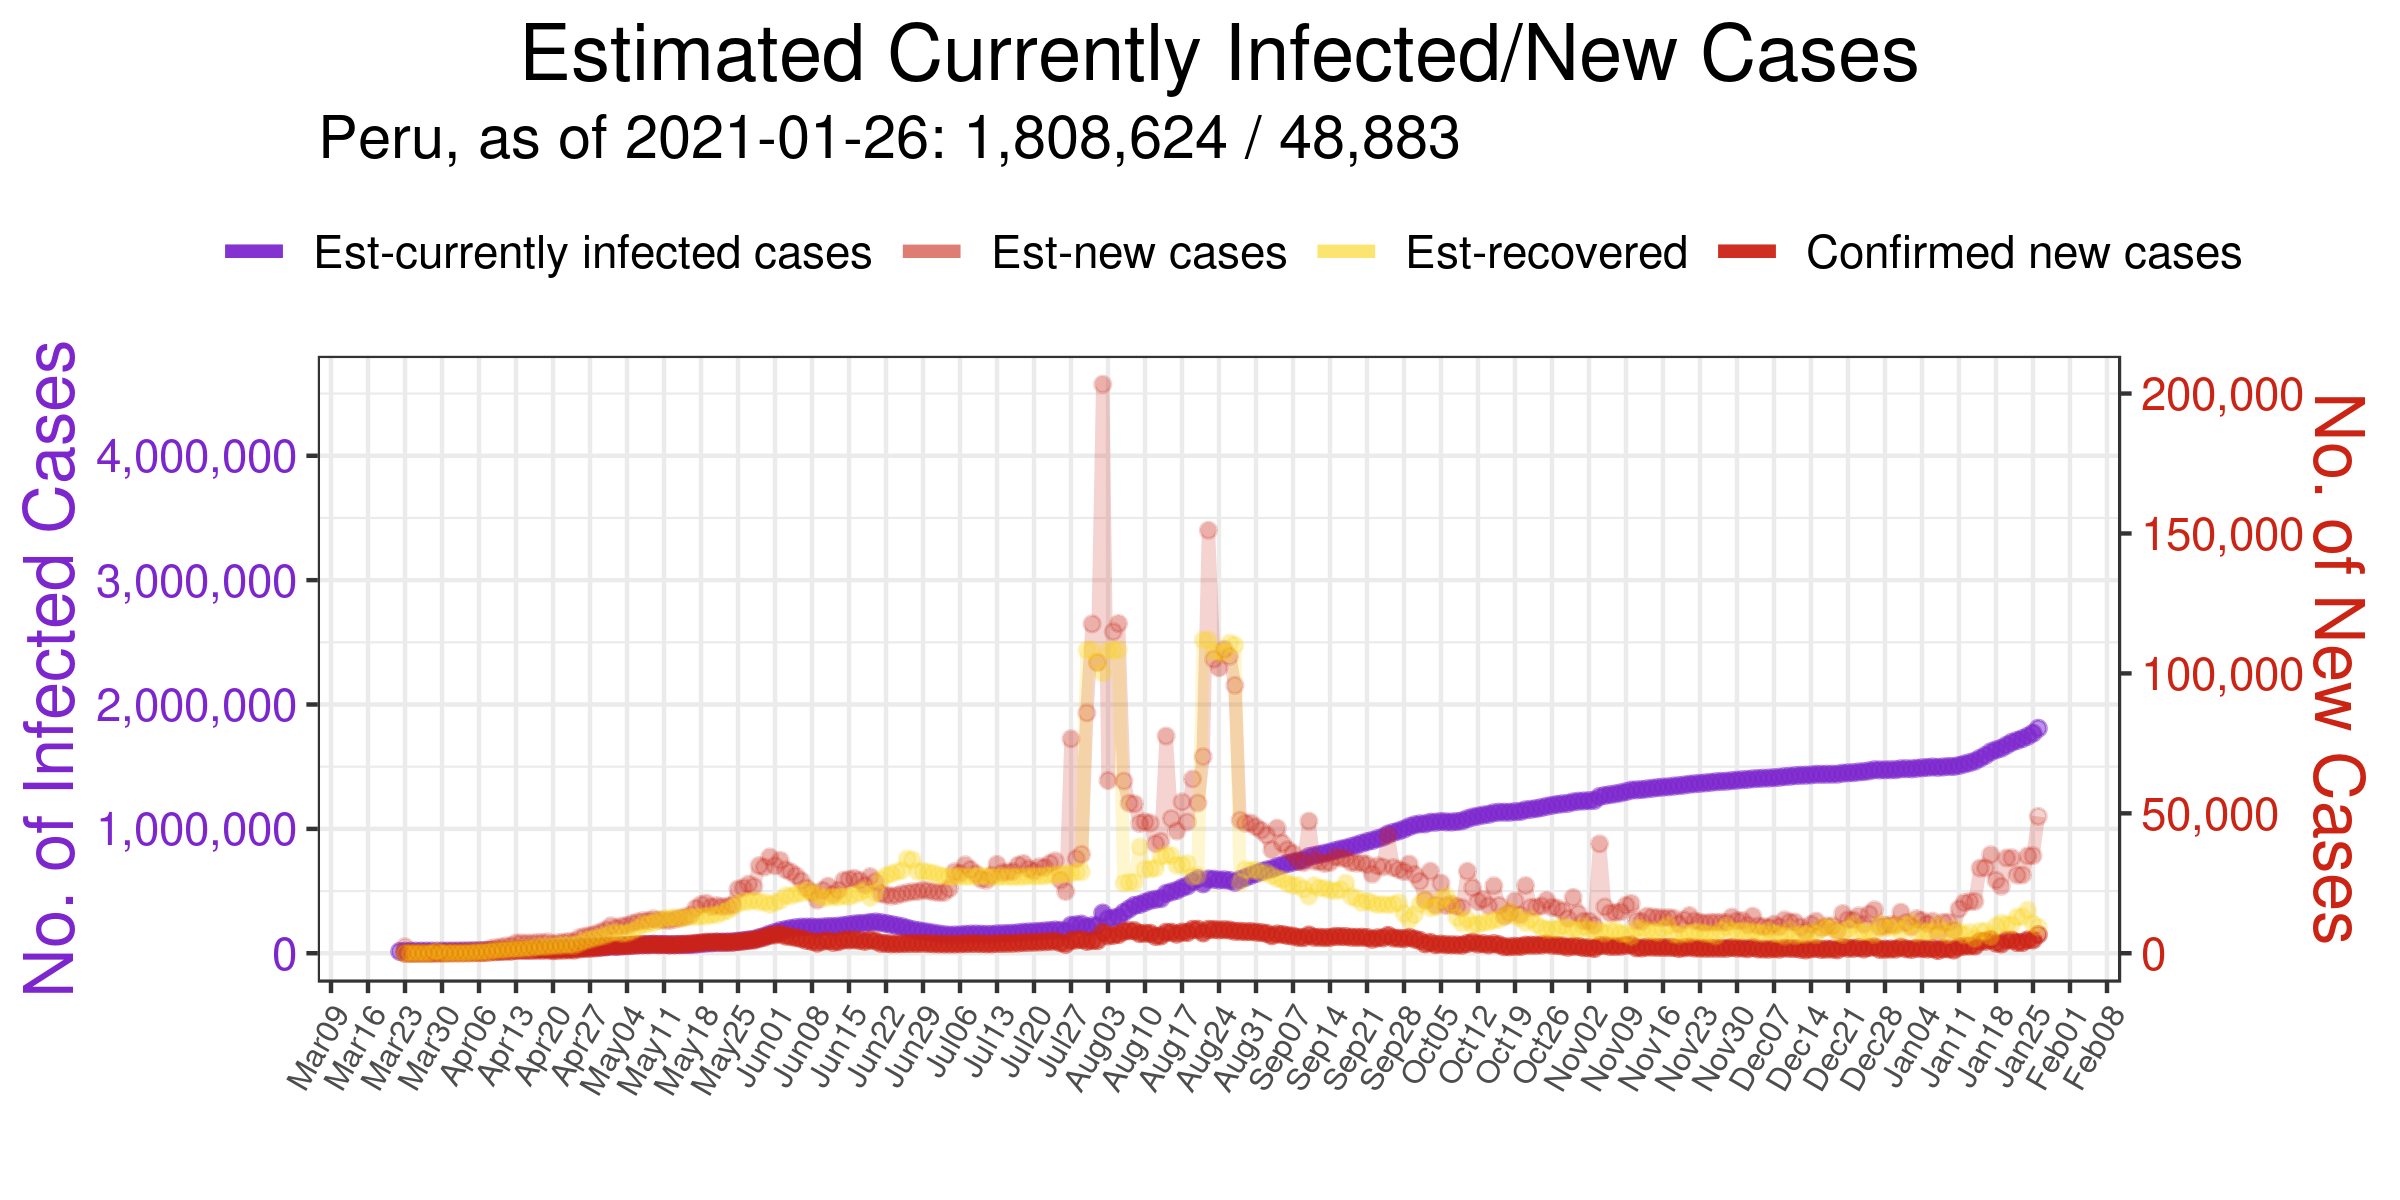 Estimated Currently Infected/New Cases
Peru, as of 2021-01-26: 1,808,624 / 48,883
Est-currently infected cases Est-new cases Est-recovered Confirmed new cases
No. of Infected Cases
4,000,000
3,000,000
2,000,000
1,000,000
0
200,000
150,000
100,000
50,000
0
No. of New Cases
Mar09 Mar16 Mar23 Mar30 Apr06 Apr13 Apr20 Apr27 May04 May11 May18 May25 Jun01 Jun08 Jun15 Jun22 Jun29 Jul06 Jul13 Jul20 Jul27 Aug03 Aug10 Aug17 Aug24 Aug31 Sep07 Sep14 Sep21 Sep28 Oct05 Oct12 Oct19 Oct26 Nov02 Nov09 Nov16 Nov23 Nov30 Dec07 Dec14 Dec21 Dec28 Jan04 Jan11 Jan18 Jan25 Feb01 Feb08